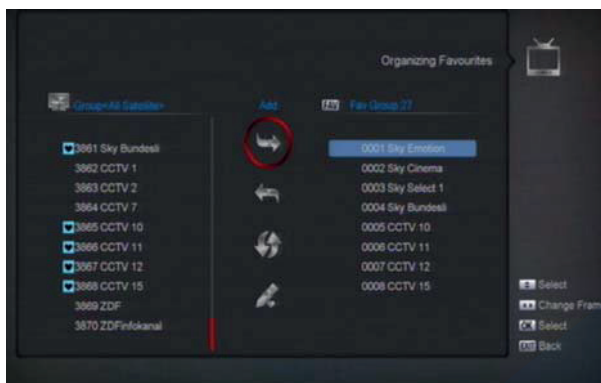 Organizing Favourites
Group<All Satellite>
Add
FAV Fav Group 27
3861 Sky Bundesli
3862 CCTV 1
3863 CCTV 2
3864 CCTV 7
3865 CCTV 10
3866 CCTV 11
3867 CCTV 12
3868 CCTV 15
3869 ZDF
3870 ZDFinfokanal
0001 Sky Emotion
0002 Sky Cinema
0003 Sky Select 1
0004 Sky Bundesli
0005 CCTV 10
0006 CCTV 11
0007 CCTV 12
0008 CCTV 15
Select
Change Fram
OK Select
EXIT Back